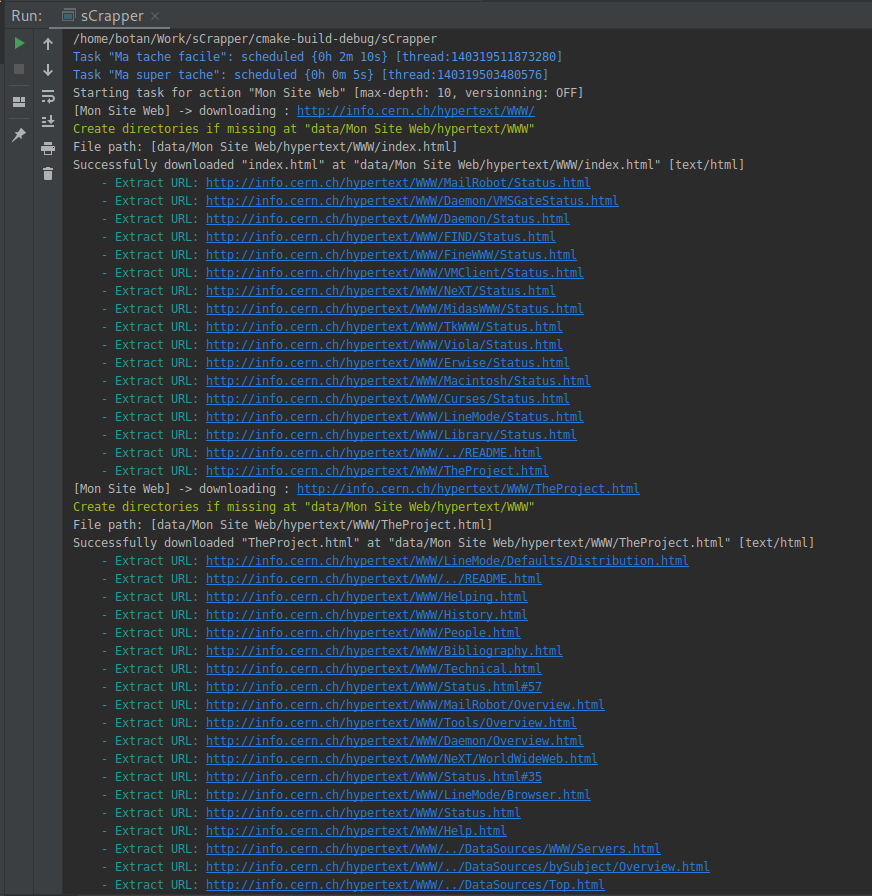 Run: sCrapper ×
/home/botan/Work/sCrapper/cmake-build-debug/sCrapper
Task "Ma tache facile": scheduled {0h 2m 10s} [thread:140319511873280]
Task "Ma super tache": scheduled {0h 0m 5s} [thread:140319503480576]
Starting task for action "Mon Site Web" [max-depth: 10, versionning: OFF]
[Mon Site Web] -> downloading : http://info.cern.ch/hypertext/WWW/
Create directories if missing at "data/Mon Site Web/hypertext/WWW"
File path: [data/Mon Site Web/hypertext/WWW/index.html]
Successfully downloaded "index.html" at "data/Mon Site Web/hypertext/WWW/index.html" [text/html]
- Extract URL: http://info.cern.ch/hypertext/WWW/MailRobot/Status.html
- Extract URL: http://info.cern.ch/hypertext/WWW/Daemon/VMSGateStatus.html
- Extract URL: http://info.cern.ch/hypertext/WWW/Daemon/Status.html
- Extract URL: http://info.cern.ch/hypertext/WWW/FIND/Status.html
- Extract URL: http://info.cern.ch/hypertext/WWW/FineWWW/Status.html
- Extract URL: http://info.cern.ch/hypertext/WWW/VMClient/Status.html
- Extract URL: http://info.cern.ch/hypertext/WWW/NeXT/Status.html
- Extract URL: http://info.cern.ch/hypertext/WWW/MidasWWW/Status.html
- Extract URL: http://info.cern.ch/hypertext/WWW/TkWWW/Status.html
- Extract URL: http://info.cern.ch/hypertext/WWW/Viola/Status.html
- Extract URL: http://info.cern.ch/hypertext/WWW/Erwise/Status.html
- Extract URL: http://info.cern.ch/hypertext/WWW/Macintosh/Status.html
- Extract URL: http://info.cern.ch/hypertext/WWW/Curses/Status.html
- Extract URL: http://info.cern.ch/hypertext/WWW/LineMode/Status.html
- Extract URL: http://info.cern.ch/hypertext/WWW/Library/Status.html
- Extract URL: http://info.cern.ch/hypertext/WWW/../README.html
- Extract URL: http://info.cern.ch/hypertext/WWW/TheProject.html
[Mon Site Web] -> downloading : http://info.cern.ch/hypertext/WWW/TheProject.html
Create directories if missing at "data/Mon Site Web/hypertext/WWW"
File path: [data/Mon Site Web/hypertext/WWW/TheProject.html]
Successfully downloaded "TheProject.html" at "data/Mon Site Web/hypertext/WWW/TheProject.html" [text/html]
- Extract URL: http://info.cern.ch/hypertext/WWW/LineMode/Defaults/Distribution.html
- Extract URL: http://info.cern.ch/hypertext/WWW/../README.html
- Extract URL: http://info.cern.ch/hypertext/WWW/Helping.html
- Extract URL: http://info.cern.ch/hypertext/WWW/History.html
- Extract URL: http://info.cern.ch/hypertext/WWW/People.html
- Extract URL: http://info.cern.ch/hypertext/WWW/Bibliography.html
- Extract URL: http://info.cern.ch/hypertext/WWW/Technical.html
- Extract URL: http://info.cern.ch/hypertext/WWW/Status.html#57
- Extract URL: http://info.cern.ch/hypertext/WWW/MailRobot/Overview.html
- Extract URL: http://info.cern.ch/hypertext/WWW/Tools/Overview.html
- Extract URL: http://info.cern.ch/hypertext/WWW/Daemon/Overview.html
- Extract URL: http://info.cern.ch/hypertext/WWW/NeXT/WorldWideWeb.html
- Extract URL: http://info.cern.ch/hypertext/WWW/Status.html#35
- Extract URL: http://info.cern.ch/hypertext/WWW/LineMode/Browser.html
- Extract URL: http://info.cern.ch/hypertext/WWW/Status.html
- Extract URL: http://info.cern.ch/hypertext/WWW/Help.html
- Extract URL: http://info.cern.ch/hypertext/WWW/../DataSources/WWW/Servers.html
- Extract URL: http://info.cern.ch/hypertext/WWW/../DataSources/bySubject/Overview.html
- Extract URL: http://info.cern.ch/hypertext/WWW/../DataSources/Top.html